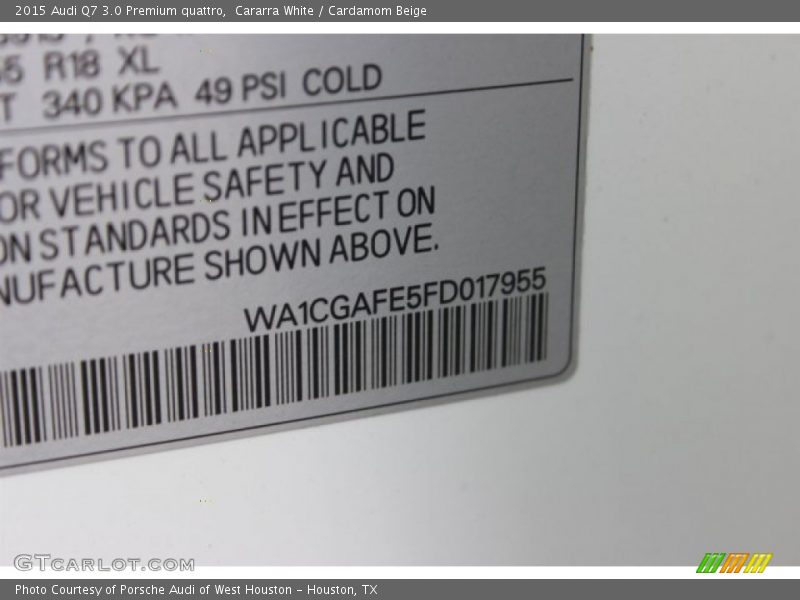 2015 Audi Q7 3.0 Premium quattro,  Cararra White / Cardamom Beige
R18 XL
T 340 KPA 49 PSI COLD
FORMS TO ALL APPLICABLE
OR VEHICLE SAFETY AND
ON STANDARDS IN EFFECT ON
NUFACTURE SHOWN ABOVE.
WA1CGAFE5FD017955
GTCARLOT.COM
Photo Courtesy of Porsche Audi of West Houston - Houston, TX